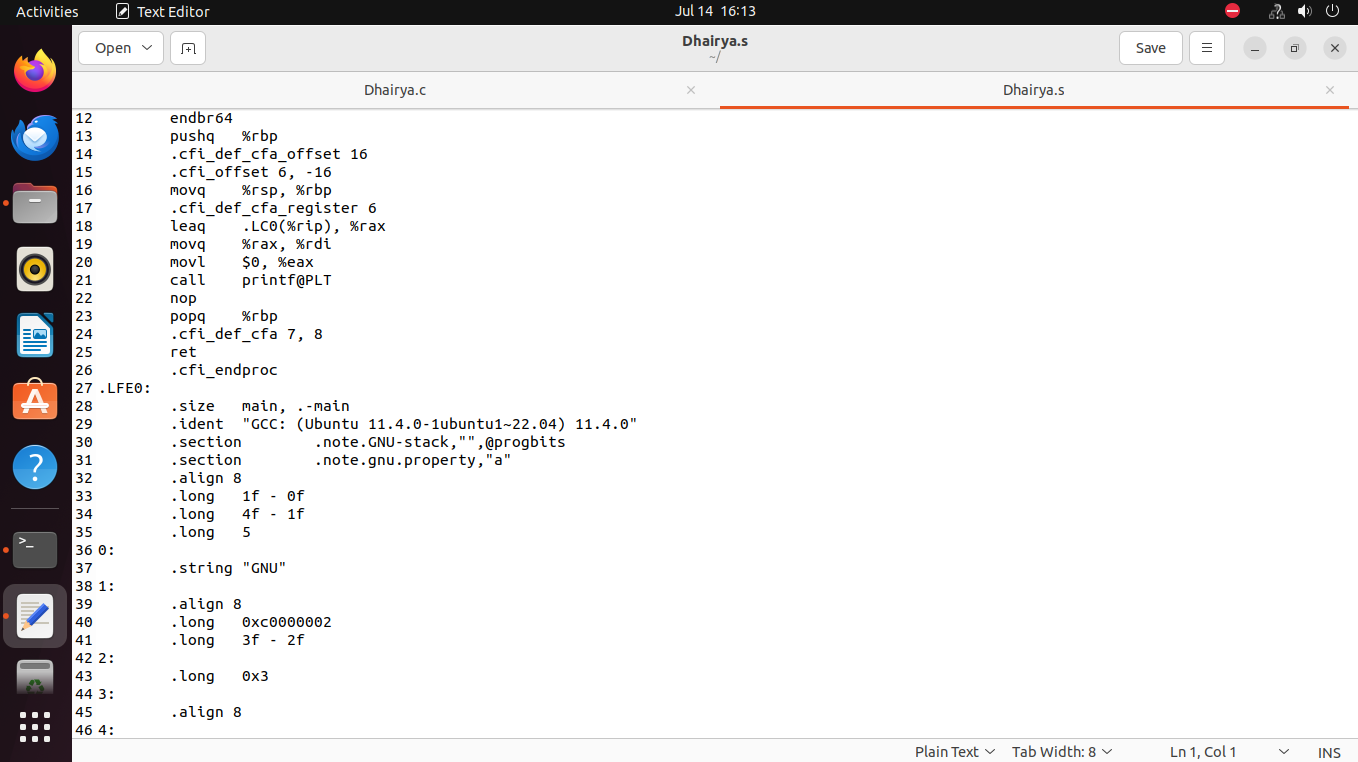 Activities Text Editor Jul 14 16:13
Open Dhairya.s Save
~/
Dhairya.c Dhairya.s
12 endbr64
13 pushq %rbp
14 .cfi_def_cfa_offset 16
15 .cfi_offset 6, -16
16 movq %rsp, %rbp
17 .cfi_def_cfa_register 6
18 leaq .LC0(%rip), %rax
19 movq %rax, %rdi
20 movl $0, %eax
21 call printf@PLT
22 nop
23 popq %rbp
24 .cfi_def_cfa 7, 8
25 ret
26 .cfi_endproc
27 .LFE0:
28 .size main, .-main
29 .ident "GCC: (Ubuntu 11.4.0-1ubuntu1~22.04) 11.4.0"
30 .section .note.GNU-stack,"",@progbits
31 .section .note.gnu.property,"a"
32 .align 8
33 .long 1f - 0f
34 .long 4f - 1f
35 .long 5
36 0:
37 .string "GNU"
38 1:
39 .align 8
40 .long 0xc0000002
41 .long 3f - 2f
42 2:
43 .long 0x3
44 3:
45 .align 8
46 4:
Plain Text Tab Width: 8 Ln 1, Col 1 INS